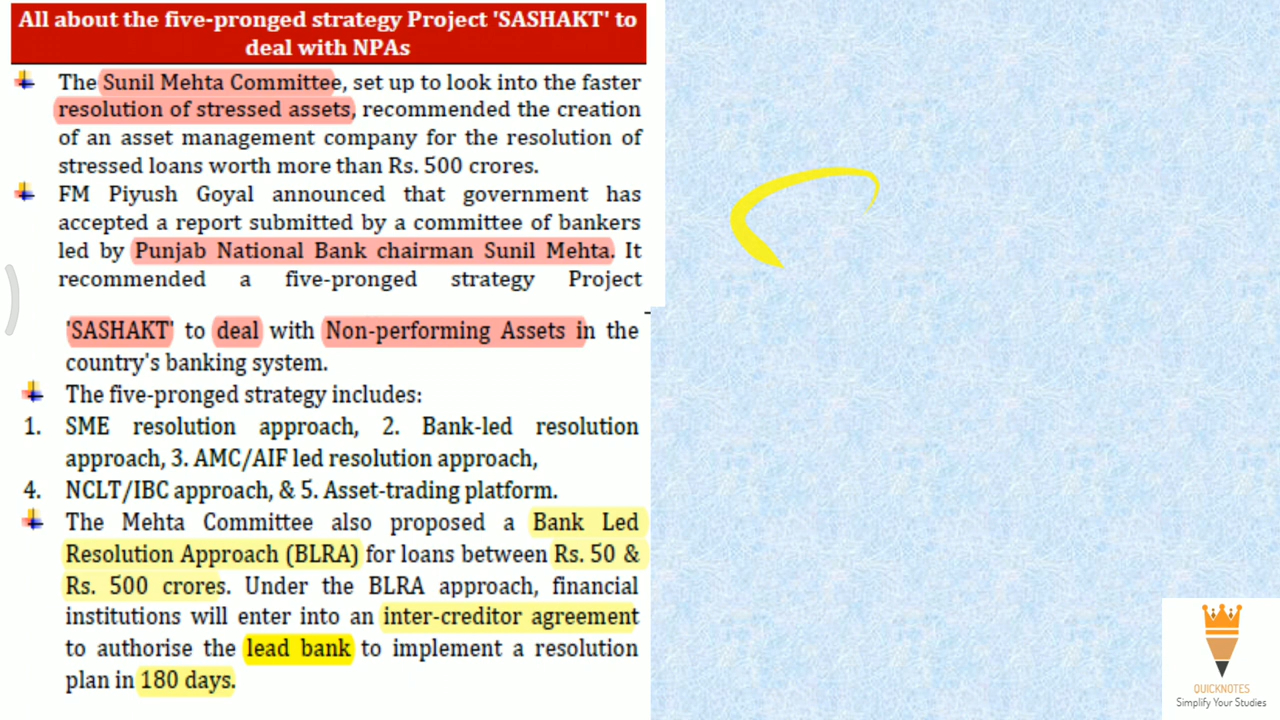 All about the five-pronged strategy Project 'SASHAKT' to
deal with NPAs
The Sunil Mehta Committee, set up to look into the faster
resolution of stressed assets, recommended the creation
of an asset management company for the resolution of
stressed loans worth more than Rs. 500 crores.
FM Piyush Goyal announced that government has
accepted a report submitted by a committee of bankers
led by Punjab National Bank chairman Sunil Mehta. It
recommended a five-pronged strategy Project
'SASHAKT' to deal with Non-performing Assets in the
country's banking system.
The five-pronged strategy includes:
1. SME resolution approach, 2. Bank-led resolution
approach, 3. AMC/AIF led resolution approach,
4. NCLT/IBC approach, & 5. Asset-trading platform.
The Mehta Committee also proposed a Bank Led
Resolution Approach (BLRA) for loans between Rs. 50 &
Rs. 500 crores. Under the BLRA approach, financial
institutions will enter into an inter-creditor agreement
to authorise the lead bank to implement a resolution
plan in 180 days.
QUICKNOTES
Simplify Your Studies